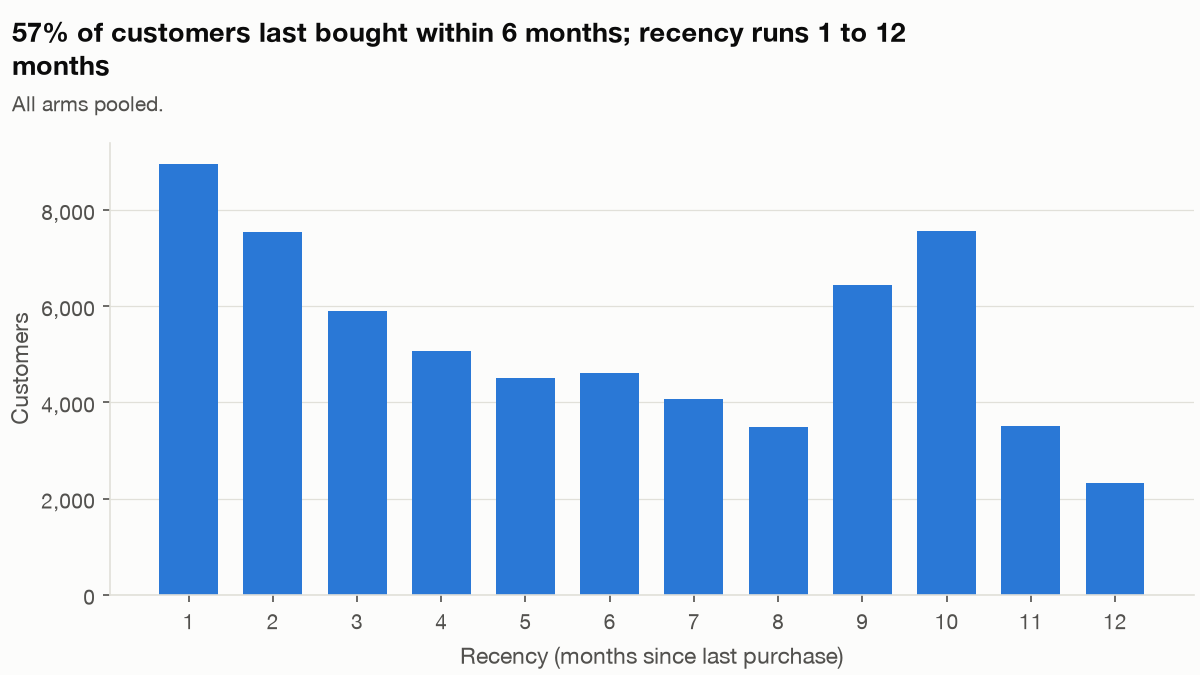 57% of customers last bought within 6 months; recency runs 1 to 12
months
All arms pooled.
Customers
8,000
6,000
4,000
2,000
0
1 2 3 4 5 6 7 8 9 10 11 12
Recency (months since last purchase)